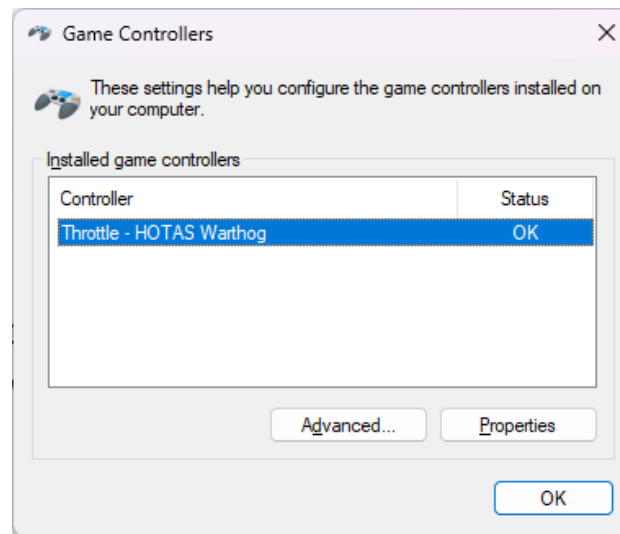 Game Controllers
These settings help you configure the game controllers installed on
your computer.
Installed game controllers
Controller Status
Throttle - HOTAS Warthog OK
Advanced... Properties
OK